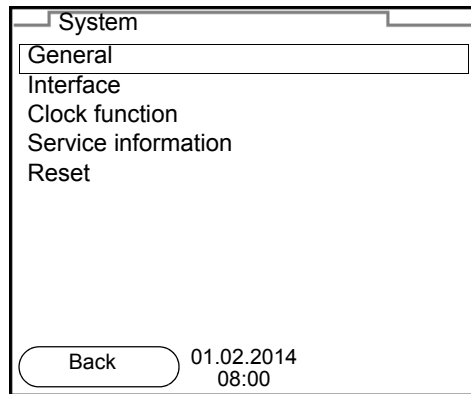 System
General
Interface
Clock function
Service information
Reset
Back
01.02.2014
08:00